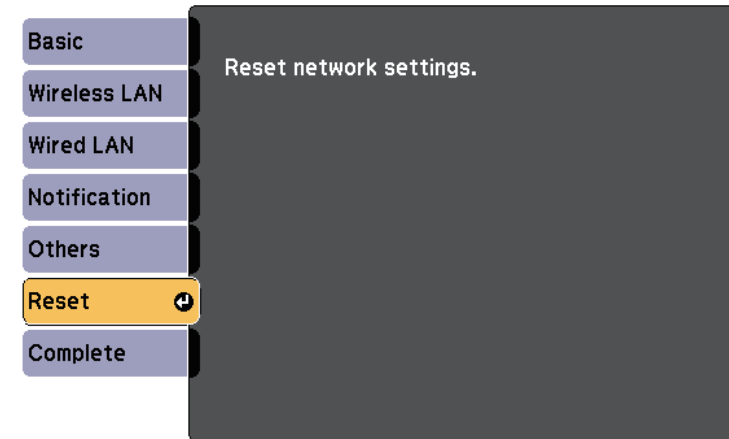 Basic
Wireless LAN
Wired LAN
Notification
Others
Reset
Complete
Reset network settings.